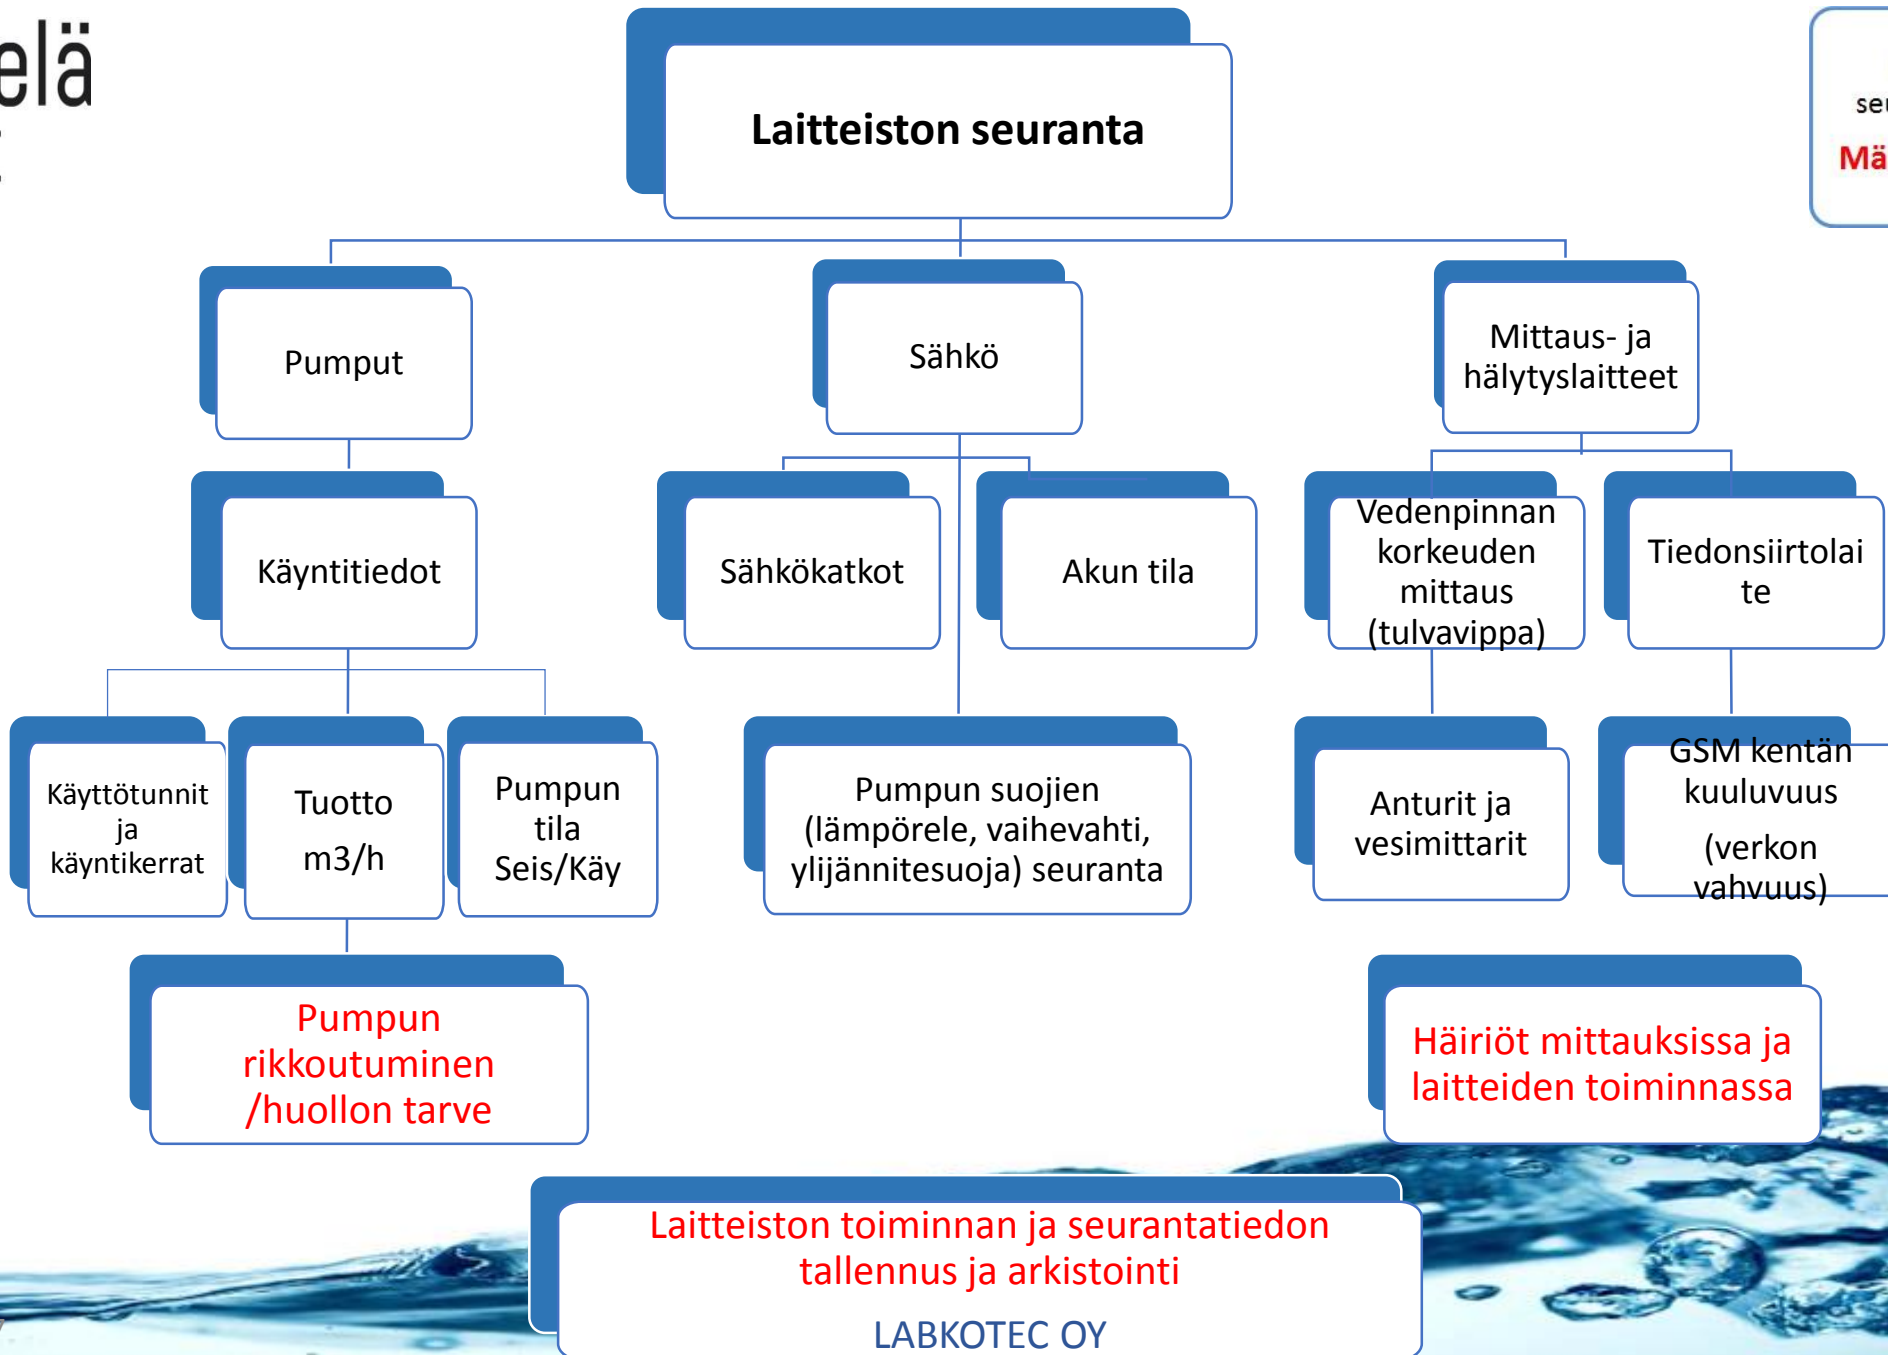 elä
Laitteiston seuranta
Mittaus- ja
hälytyslaitteet
Sähkö
Pumput
Vedenpinnan
korkeuden
mittaus
(tulvavippa)
Tiedonsiirtolai
te
Käyntitiedot
Sähkökatkot
Akun tila
Käyttötunnit
ja
käyntikerrat
Tuotto
m3/h
Pumpun
tila
Seis/Käy
Pumpun suojien
(lämpörele, vaihevahti,
ylijännitesuoja) seuranta
Anturit ja
vesimittarit
GSM kentän
kuuluvuus
(verkon
vahvuus)
Pumpun
rikkoutuminen
/huollon tarve
Häiriöt mittauksissa ja
laitteiden toiminnassa
Laitteiston toiminnan ja seurantatiedon
tallennus ja arkistointi
LABKOTEC OY